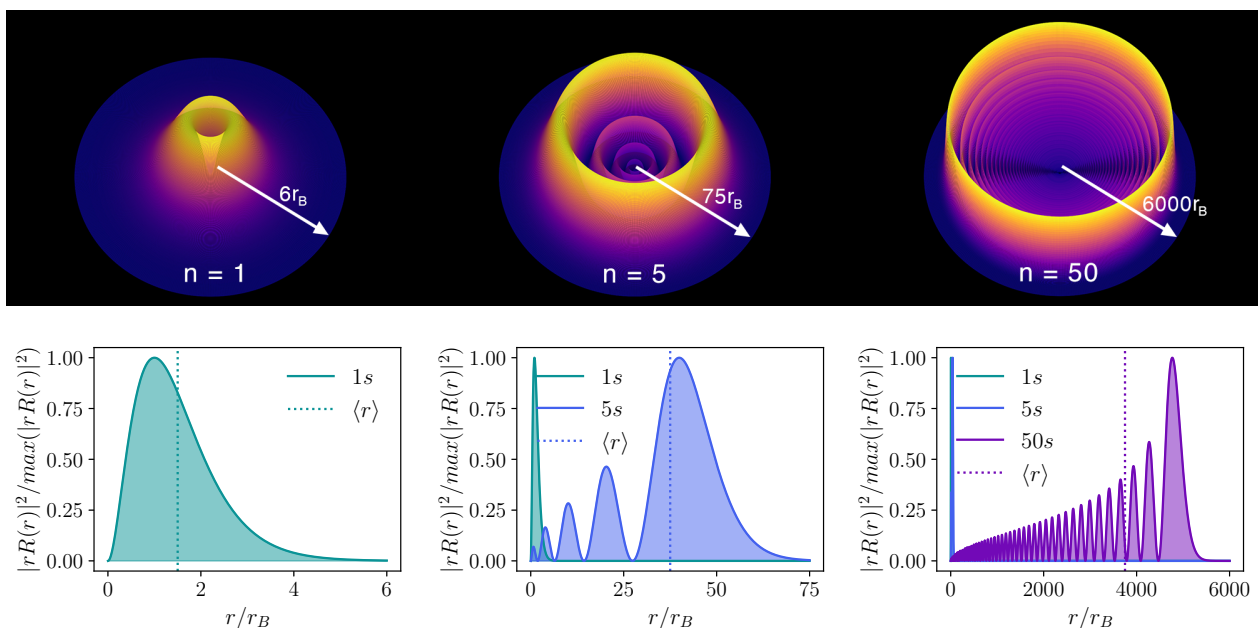 6r_B
75r_B
6000r_B
n = 1
n = 5
n = 50
|rR(r)|²/max(|rR(r)|²)
1.00
0.75
0.50
0.25
0.00
1s
⟨r⟩
0
2
4
6
r/r_B
|rR(r)|²/max(|rR(r)|²)
1.00
0.75
0.50
0.25
0.00
1s
5s
⟨r⟩
0
25
50
75
r/r_B
|rR(r)|²/max(|rR(r)|²)
1.00
0.75
0.50
0.25
0.00
1s
5s
50s
⟨r⟩
0
2000
4000
6000
r/r_B